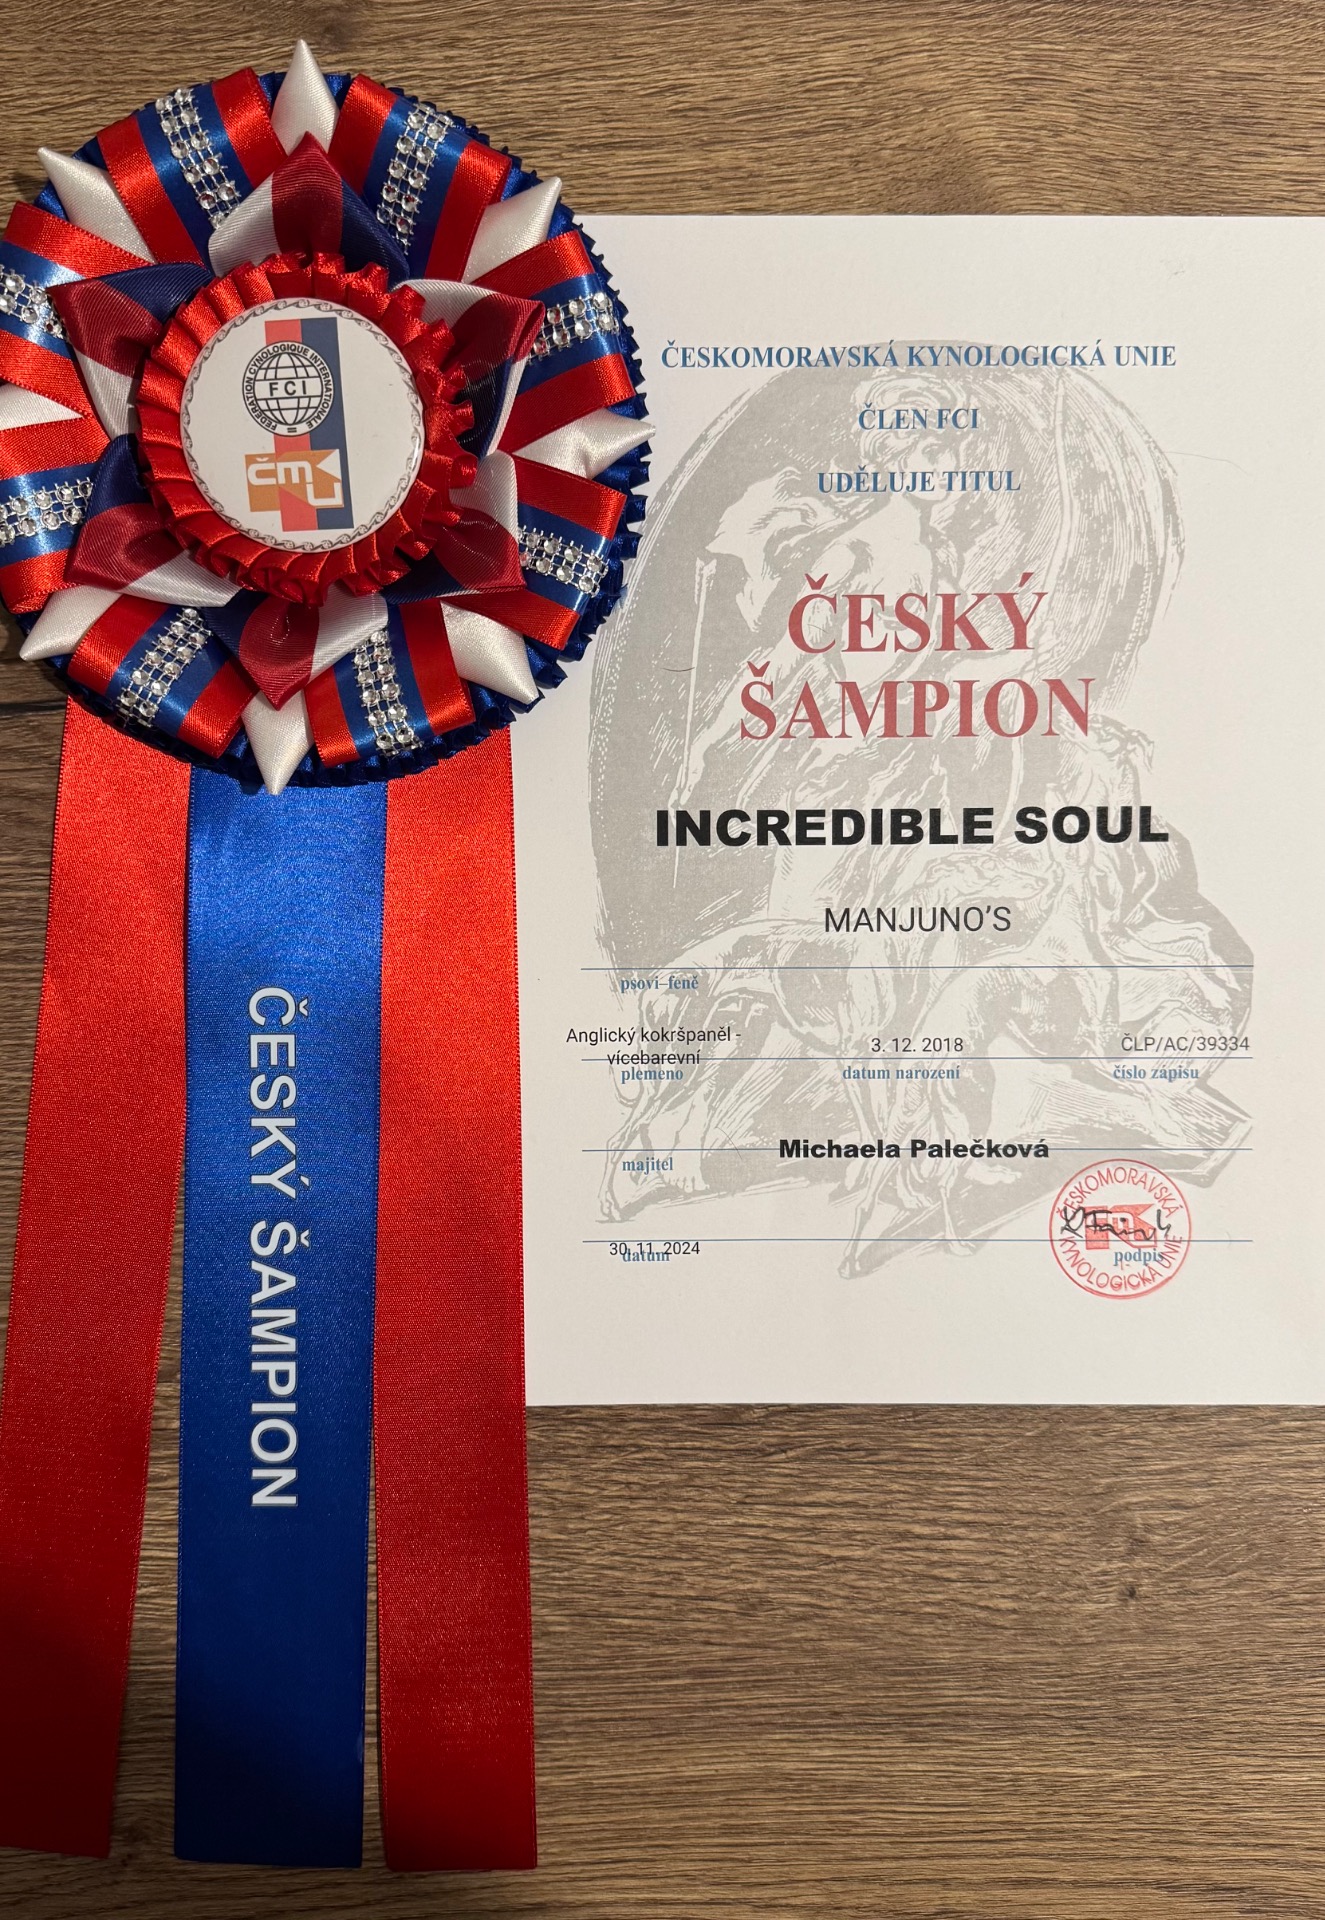 FEDERATION CYNOLOGIQUE INTERNATIONALE
FCI
ČMKU
ČESKÝ ŠAMPION
ČESKOMORAVSKÁ KYNOLOGICKÁ UNIE
ČLEN FCI
UDĚLUJE TITUL
ČESKÝ
ŠAMPION
INCREDIBLE SOUL
MANJUNO’S
psovi–feně
Anglický kokršpaněl -
vícebarevní
3. 12. 2018
ČLP/AC/39334
plemeno
datum narození
číslo zápisu
Michaela Palečková
majitel
30. 11. 2024
datum
podpis
ČESKOMORAVSKÁ
KYNOLOGICKÁ UNIE